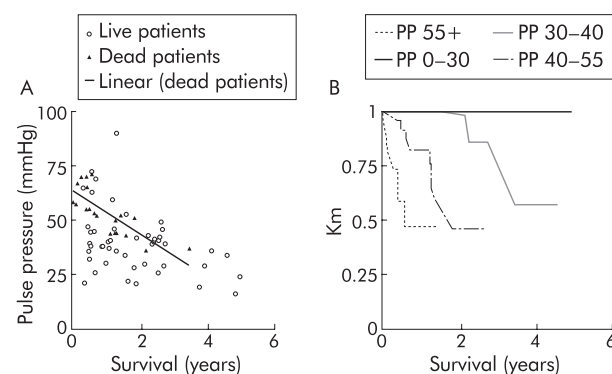 Live patients
Dead patients
Linear (dead patients)
A
100
75
50
25
0
Pulse pressure (mmHg)
0 2 4 6
Survival (years)
PP 55+ PP 30–40
PP 0–30 PP 40–55
B
1
0.75
0.5
0.25
0
Km
0 2 4 6
Survival (years)